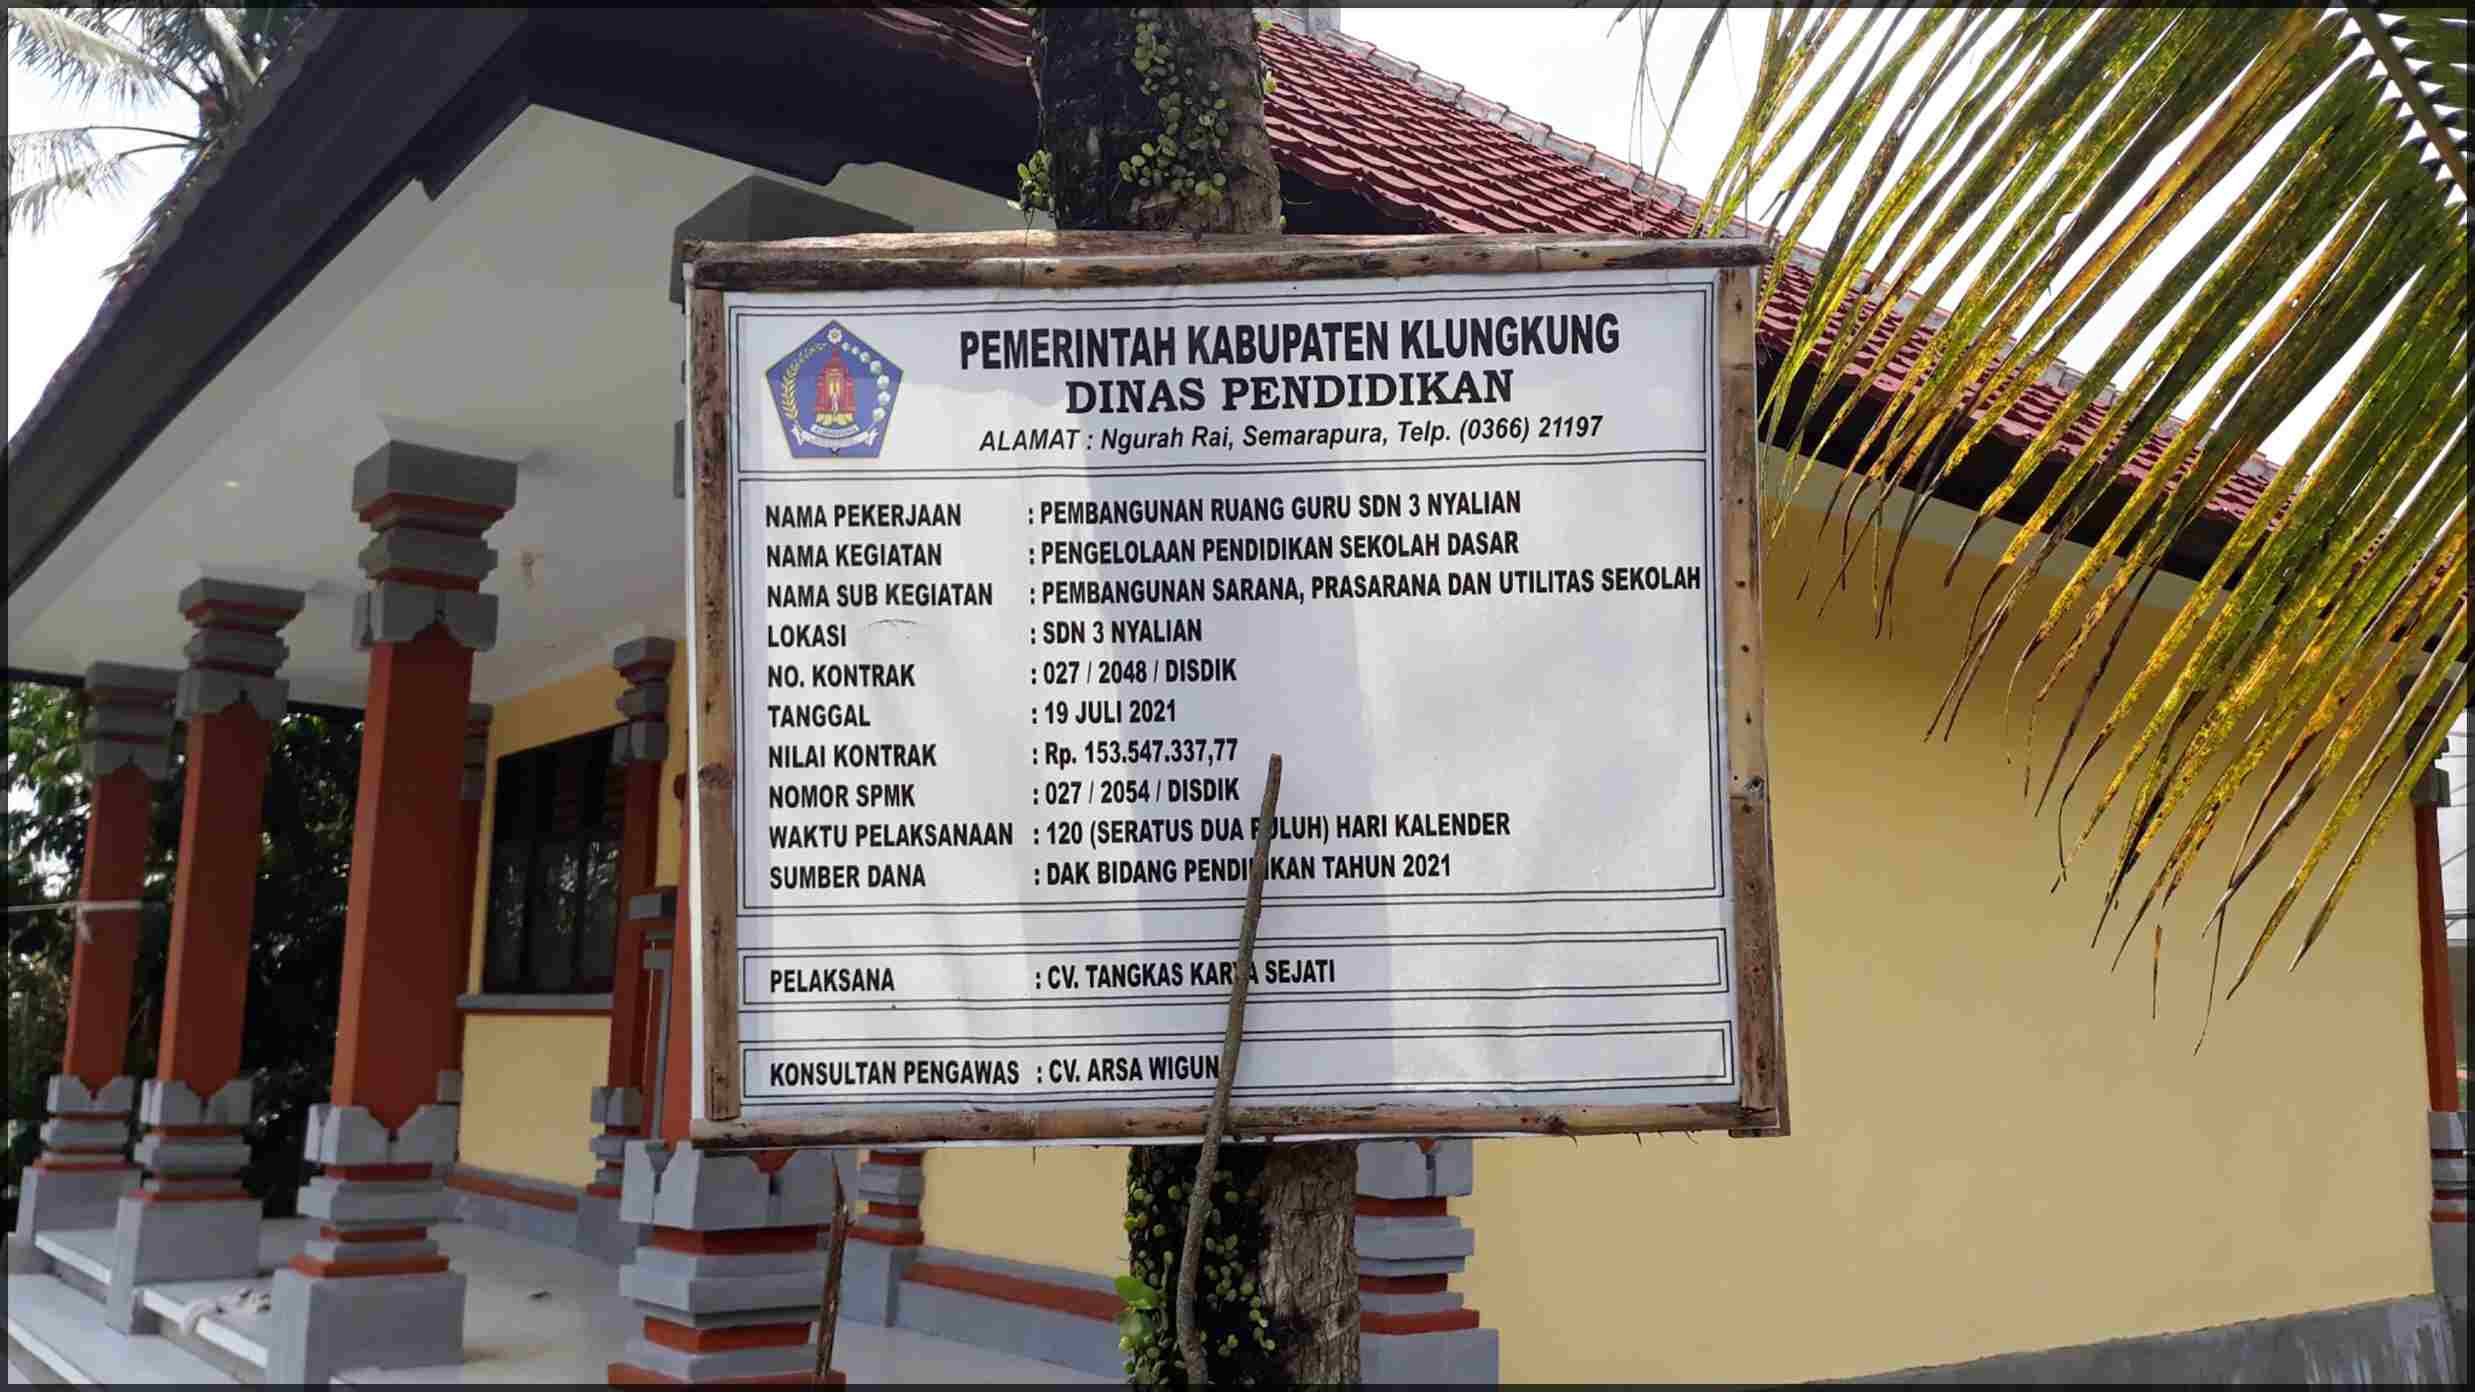 PEMERINTAH KABUPATEN KLUNGKUNG
DINAS PENDIDIKAN
ALAMAT : Ngurah Rai, Semarapura, Telp. (0366) 21197
NAMA PEKERJAAN : PEMBANGUNAN RUANG GURU SDN 3 NYALIAN
NAMA KEGIATAN : PENGELOLAAN PENDIDIKAN SEKOLAH DASAR
NAMA SUB KEGIATAN : PEMBANGUNAN SARANA, PRASARANA DAN UTILITAS SEKOLAH
LOKASI : SDN 3 NYALIAN
NO. KONTRAK : 027 / 2048 / DISDIK
TANGGAL : 19 JULI 2021
NILAI KONTRAK : Rp. 153.547.337,77
NOMOR SPMK : 027 / 2054 / DISDIK
WAKTU PELAKSANAAN : 120 (SERATUS DUA PULUH) HARI KALENDER
SUMBER DANA : DAK BIDANG PENDIDIKAN TAHUN 2021
PELAKSANA : CV. TANGKAS KARYA SEJATI
KONSULTAN PENGAWAS : CV. ARSA